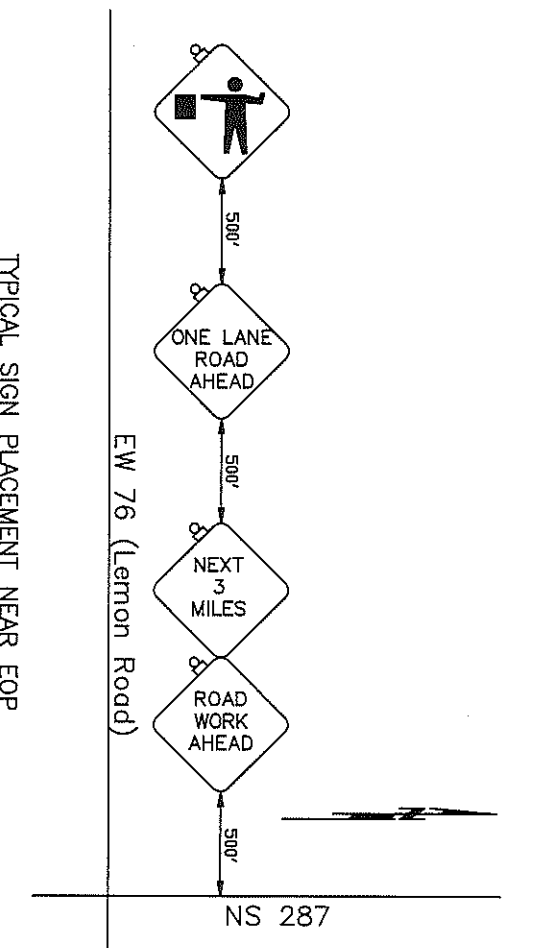 500'
ONE LANE
ROAD
AHEAD
500'
NEXT
3
MILES
ROAD
WORK
AHEAD
500'
NS 287
EW 76 (Lemon Road)
TYPICAL SIGN PLACEMENT NEAR EOP